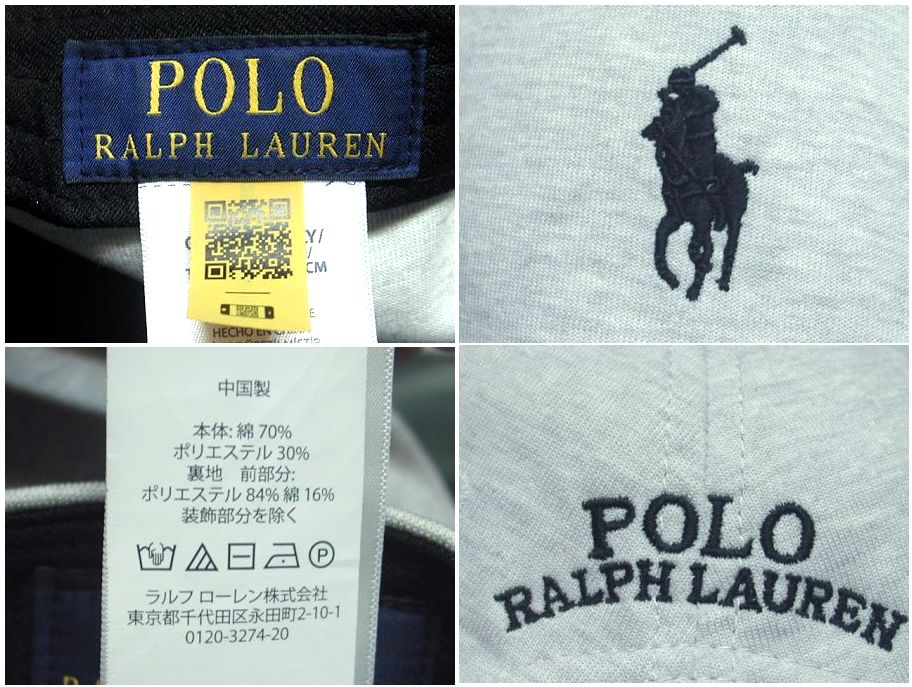 POLO
RALPH LAUREN
LY/
CM
HECHO EN
中国製
本体: 綿 70%
ポリエステル 30%
裏地 前部分:
ポリエステル 84% 綿 16%
装飾部分を除く
P
ラルフ ローレン株式会社
東京都千代田区永田町2-10-1
0120-3274-20
POLO
RALPH LAUREN